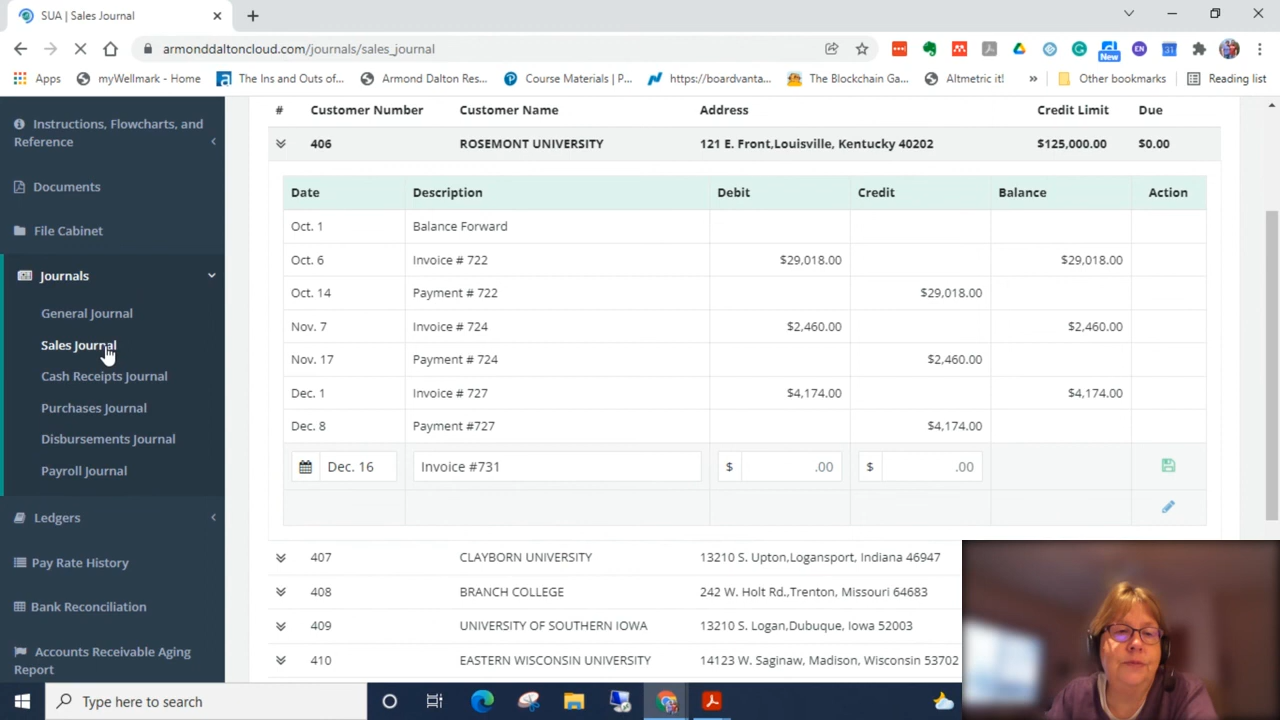 SUA | Sales Journal
armonddaltoncloud.com/journals/sales_journal
New
EN
31
Apps
myWellmark - Home
The Ins and Outs of...
Armond Dalton Res...
Course Materials | P...
https://boardvanta...
The Blockchain Ga...
Altmetric it!
»
Other bookmarks
Reading list
Instructions, Flowcharts, and
Reference
Documents
File Cabinet
Journals
General Journal
Sales Journal
Cash Receipts Journal
Purchases Journal
Disbursements Journal
Payroll Journal
Ledgers
Pay Rate History
Bank Reconciliation
Accounts Receivable Aging
Report
# Customer Number Customer Name Address Credit Limit Due
406 ROSEMONT UNIVERSITY 121 E. Front,Louisville, Kentucky 40202 $125,000.00 $0.00
Date Description Debit Credit Balance Action
Oct. 1 Balance Forward
Oct. 6 Invoice # 722 $29,018.00 $29,018.00
Oct. 14 Payment # 722 $29,018.00
Nov. 7 Invoice # 724 $2,460.00 $2,460.00
Nov. 17 Payment # 724 $2,460.00
Dec. 1 Invoice # 727 $4,174.00 $4,174.00
Dec. 8 Payment #727 $4,174.00
Dec. 16 Invoice #731 $ .00 $ .00
407 CLAYBORN UNIVERSITY 13210 S. Upton,Logansport, Indiana 46947
408 BRANCH COLLEGE 242 W. Holt Rd.,Trenton, Missouri 64683
409 UNIVERSITY OF SOUTHERN IOWA 13210 S. Logan,Dubuque, Iowa 52003
410 EASTERN WISCONSIN UNIVERSITY 14123 W. Saginaw, Madison, Wisconsin 53702
Type here to search